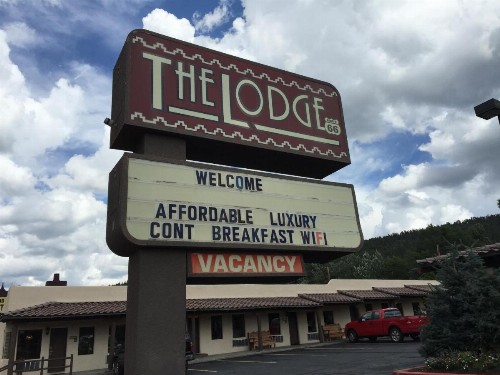 THE LODGE
66
WELCOME
AFFORDABLE LUXURY
CONT BREAKFAST WIFI
VACANCY